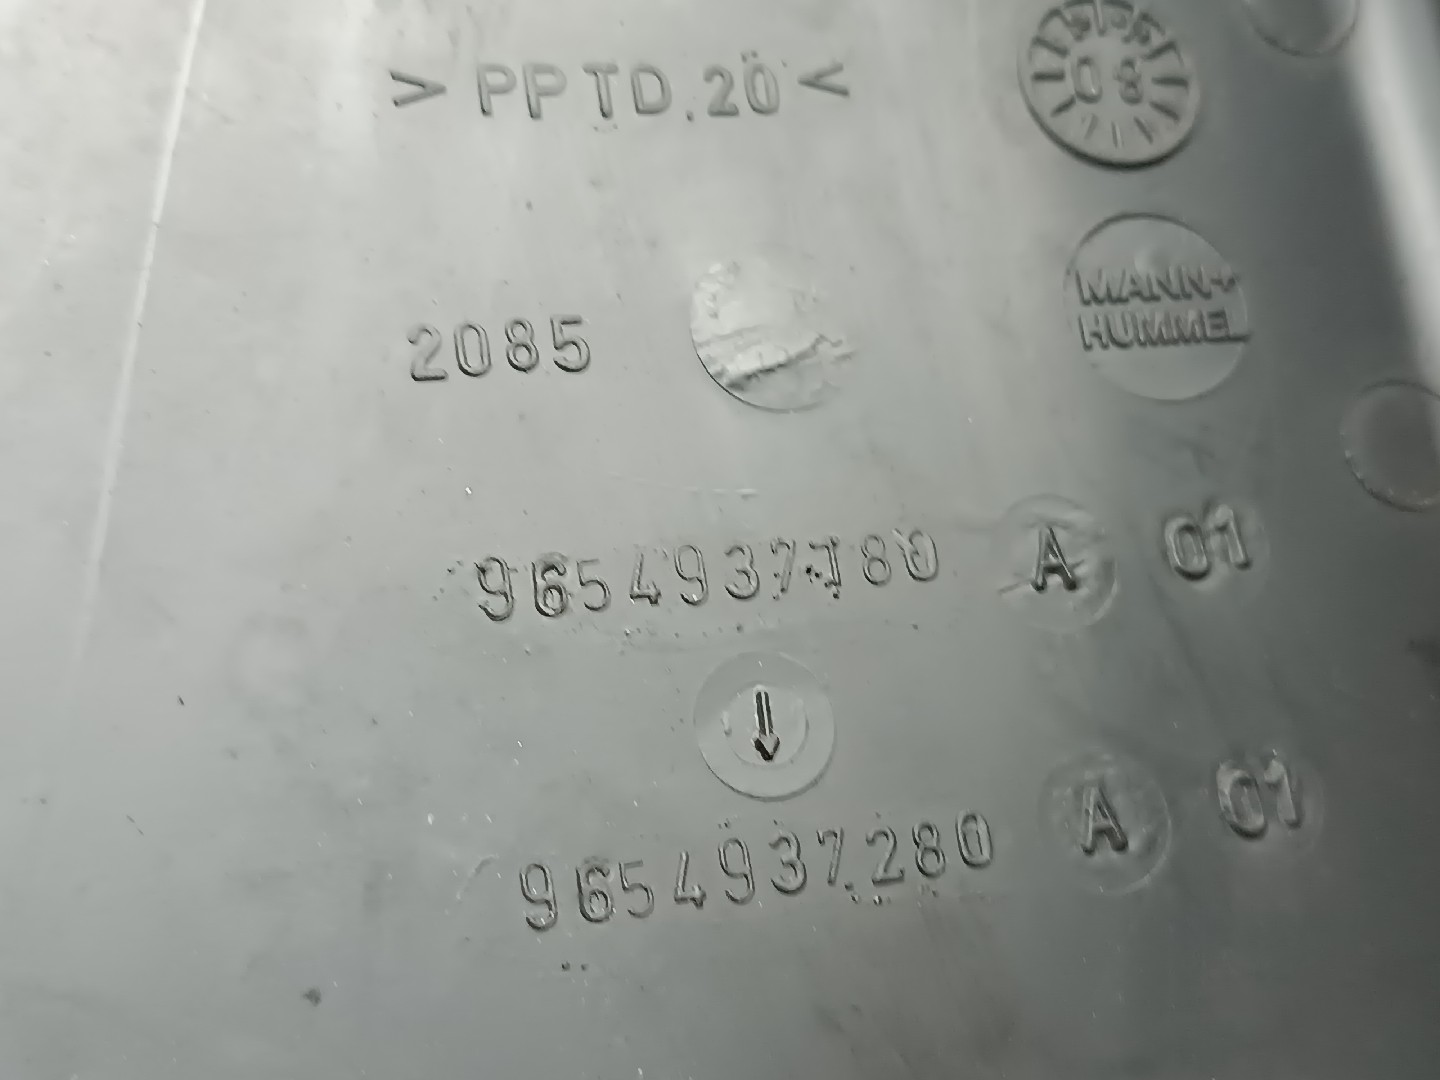 >PPTD.20<
08
MANN+
HUMMEL
2085
9654937180 A 01
9654937280 A 01